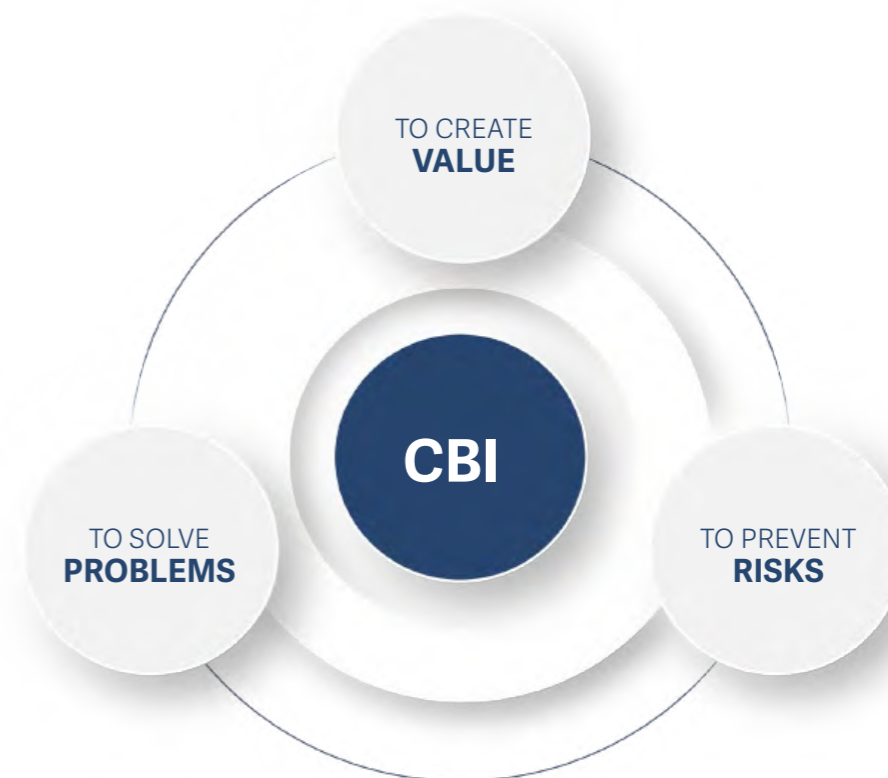 TO CREATE
VALUE
CBI
TO SOLVE
PROBLEMS
TO PREVENT
RISKS